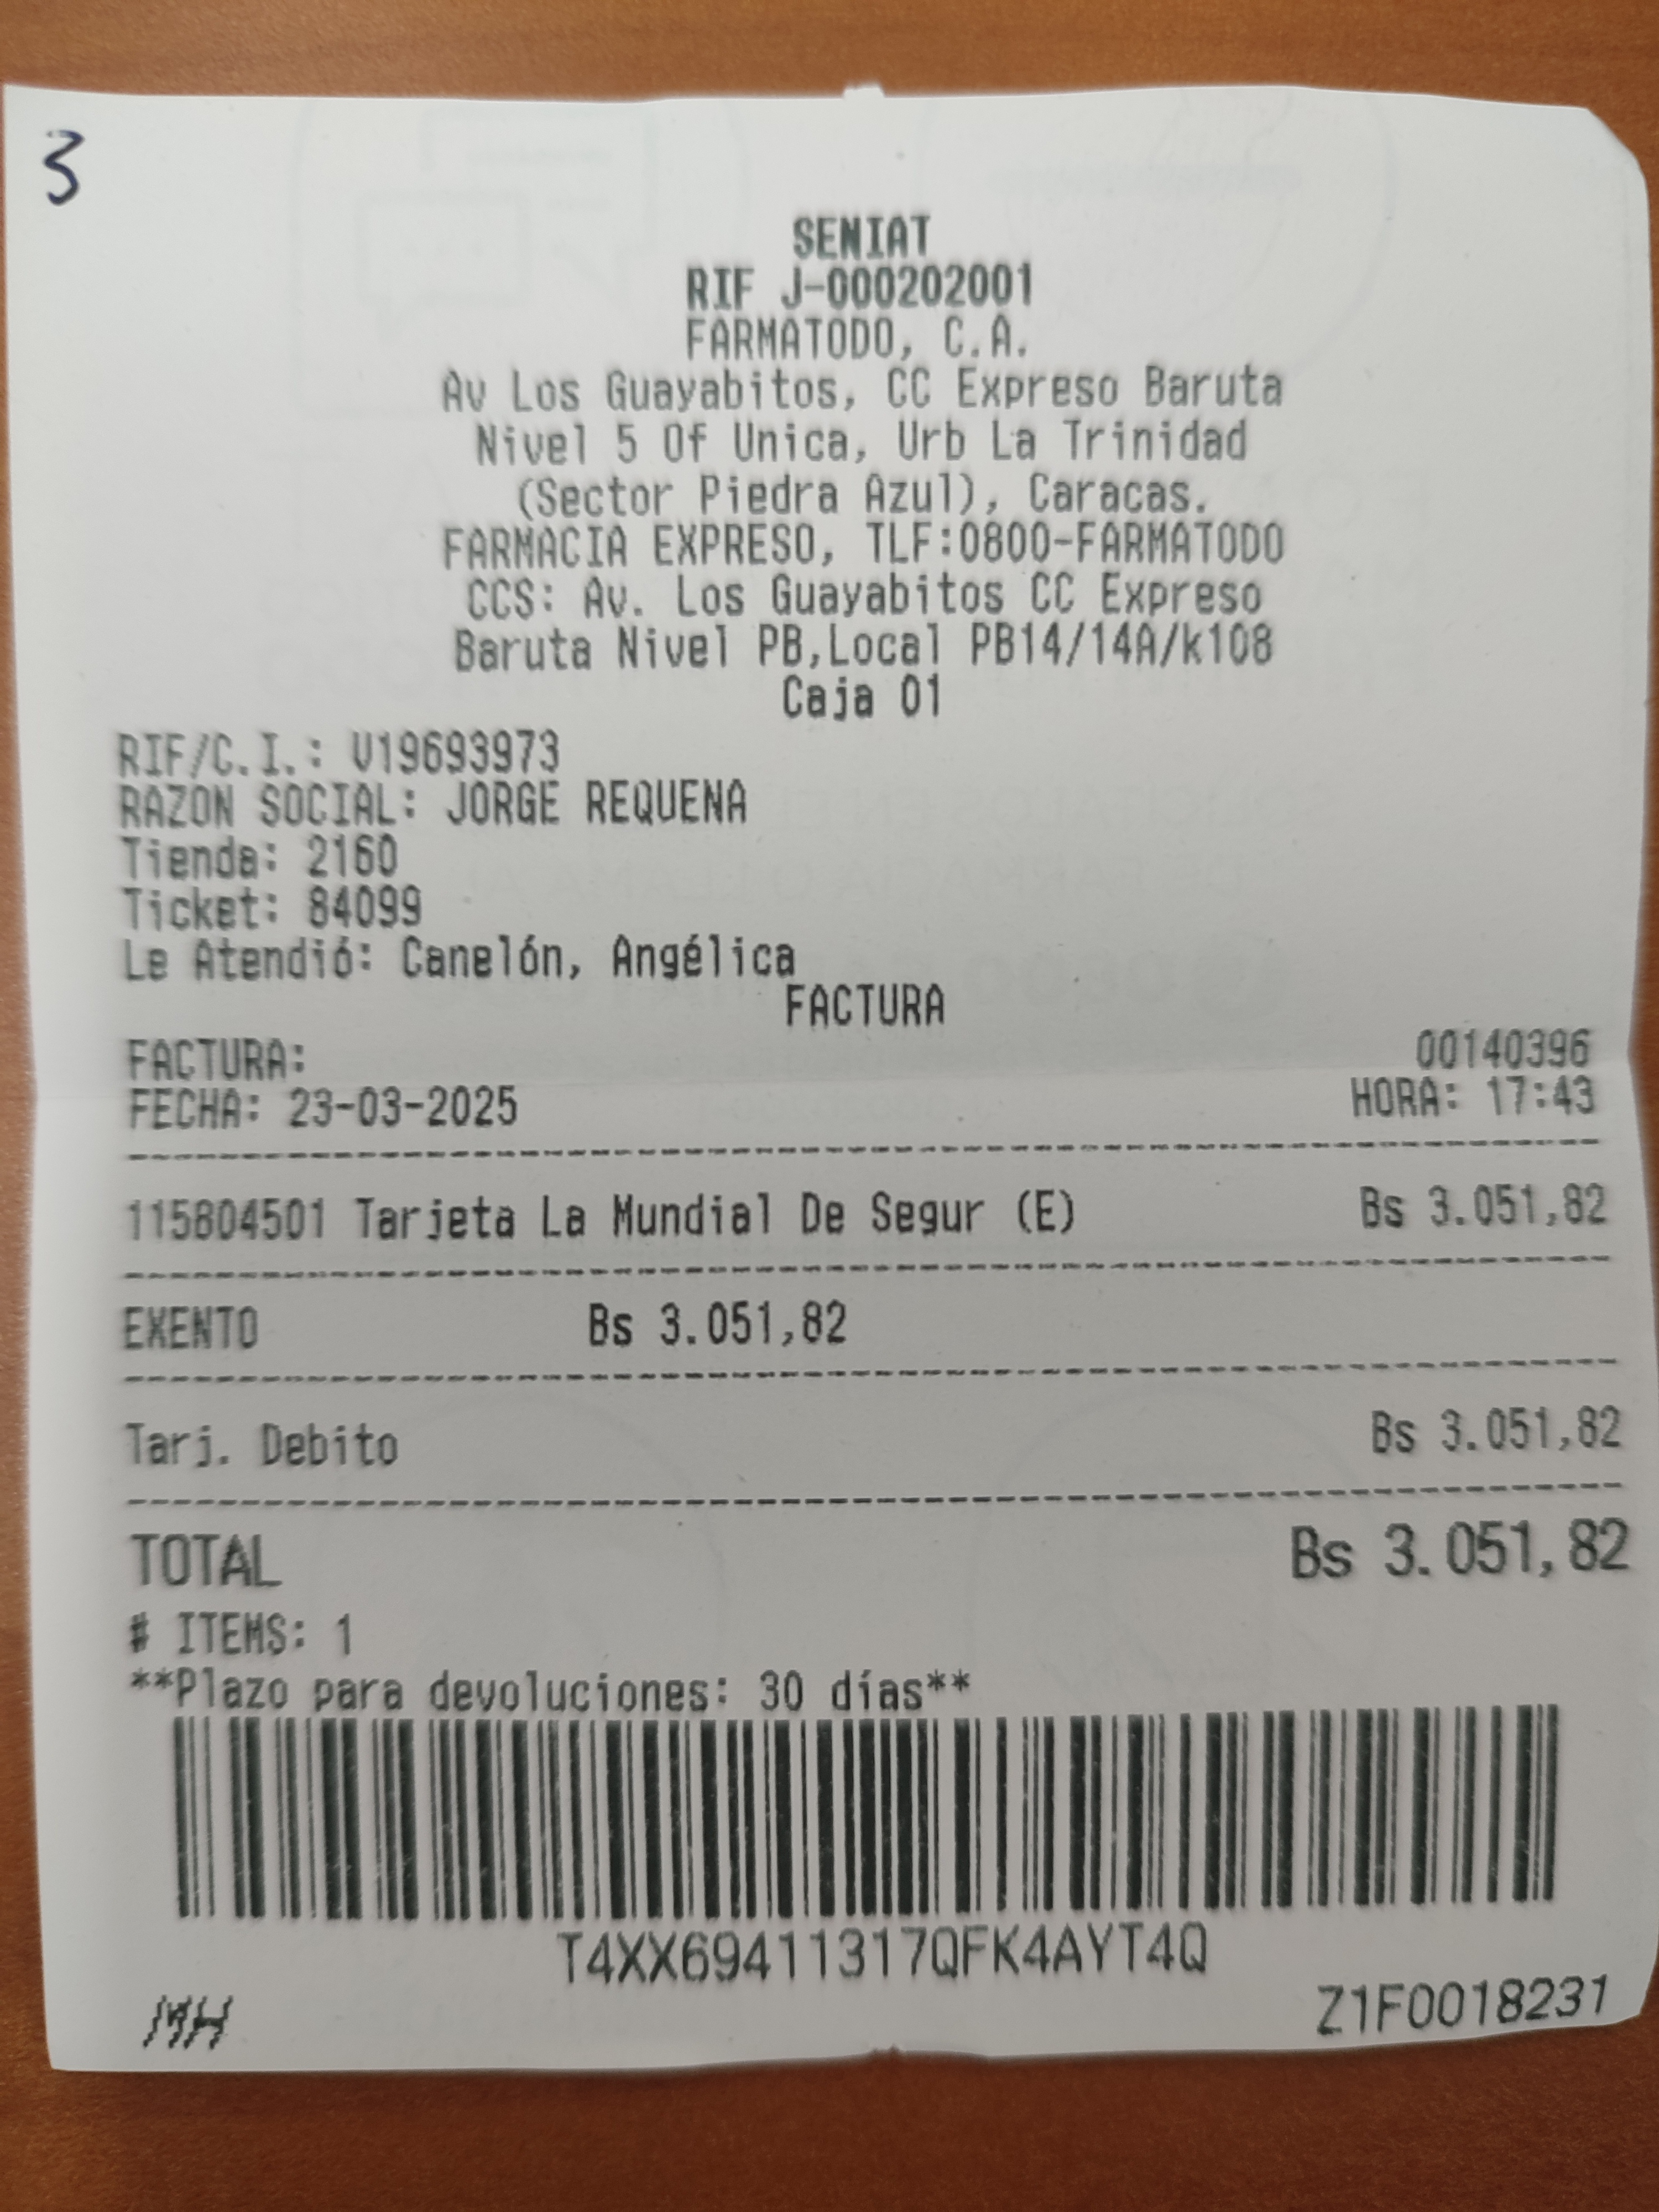 3
SENIAT
RIF J-000202001
FARMATODO, C.A.
Av Los Guayabitos, CC Expreso Baruta
Nivel 5 Of Unica, Urb La Trinidad
(Sector Piedra Azul), Caracas.
FARMACIA EXPRESO, TLF:0800-FARMATODO
CCS: Av. Los Guayabitos CC Expreso
Baruta Nivel PB,Local PB14/14A/k108
Caja 01
RIF/C.I.: V19693973
RAZON SOCIAL: JORGE REQUENA
Tienda: 2160
Ticket: 84099
Le Atendió: Canelón, Angélica
FACTURA
FACTURA: 00140396
FECHA: 23-03-2025 HORA: 17:43
115804501 Tarjeta La Mundial De Segur (E) Bs 3.051,82
EXENTO Bs 3.051,82
Tarj. Debito Bs 3.051,82
TOTAL Bs 3.051,82
# ITEMS: 1
**Plazo para devoluciones: 30 días**
T4XX69411317QFK4AYT4Q
MH Z1F0018231